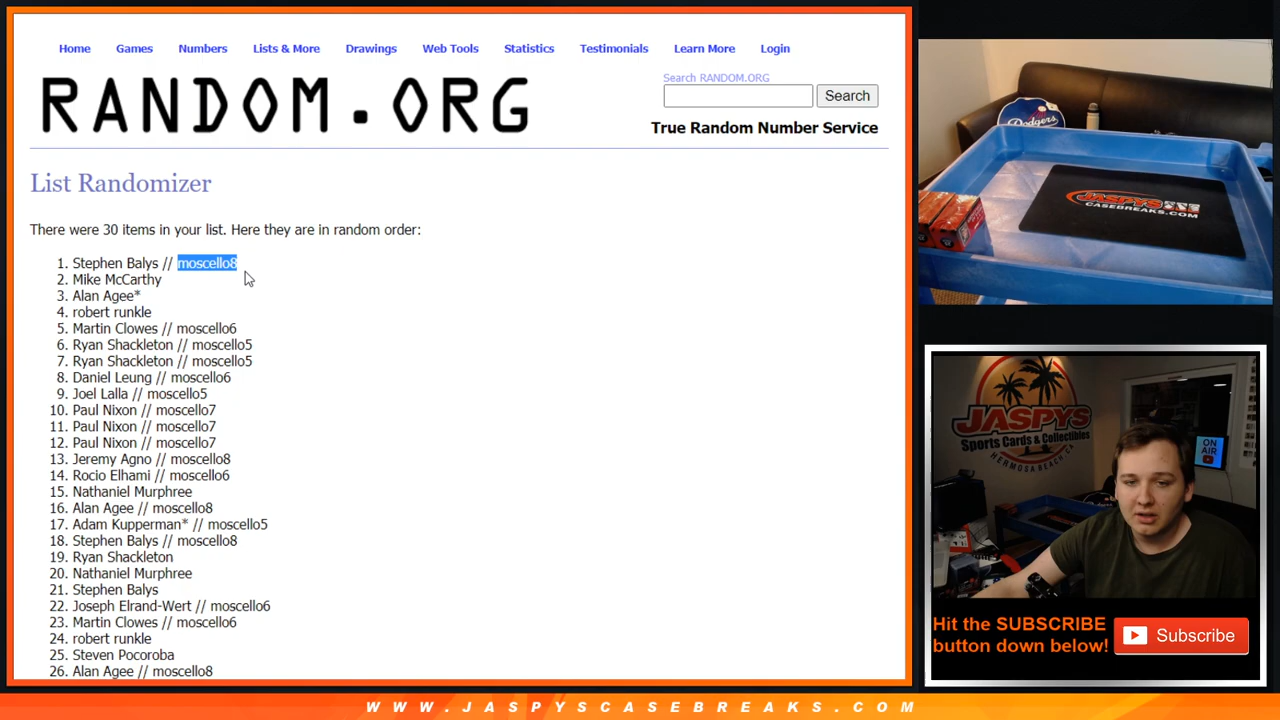 Home Games Numbers Lists & More Drawings Web Tools Statistics Testimonials Learn More Login
RANDOM.ORG
Search RANDOM.ORG
Search
True Random Number Service
List Randomizer
There were 30 items in your list. Here they are in random order:
1. Stephen Balys // moscello8
2. Mike McCarthy
3. Alan Agee*
4. robert runkle
5. Martin Clowes // moscello6
6. Ryan Shackleton // moscello5
7. Ryan Shackleton // moscello5
8. Daniel Leung // moscello6
9. Joel Lalla // moscello5
10. Paul Nixon // moscello7
11. Paul Nixon // moscello7
12. Paul Nixon // moscello7
13. Jeremy Agno // moscello8
14. Rocio Elhami // moscello6
15. Nathaniel Murphree
16. Alan Agee // moscello8
17. Adam Kupperman* // moscello5
18. Stephen Balys // moscello8
19. Ryan Shackleton
20. Nathaniel Murphree
21. Stephen Balys
22. Joseph Elrand-Wert // moscello6
23. Martin Clowes // moscello6
24. robert runkle
25. Steven Pocoroba
26. Alan Agee // moscello8
Dodgers
JASPYS
CASEBREAKS.COM
JASPYS
Sports Cards & Collectibles
HERMOSA BEACH, CA
ON
AIR
Hit the SUBSCRIBE
button down below!
Subscribe
WWW.JASPYSCASEBREAKS.COM